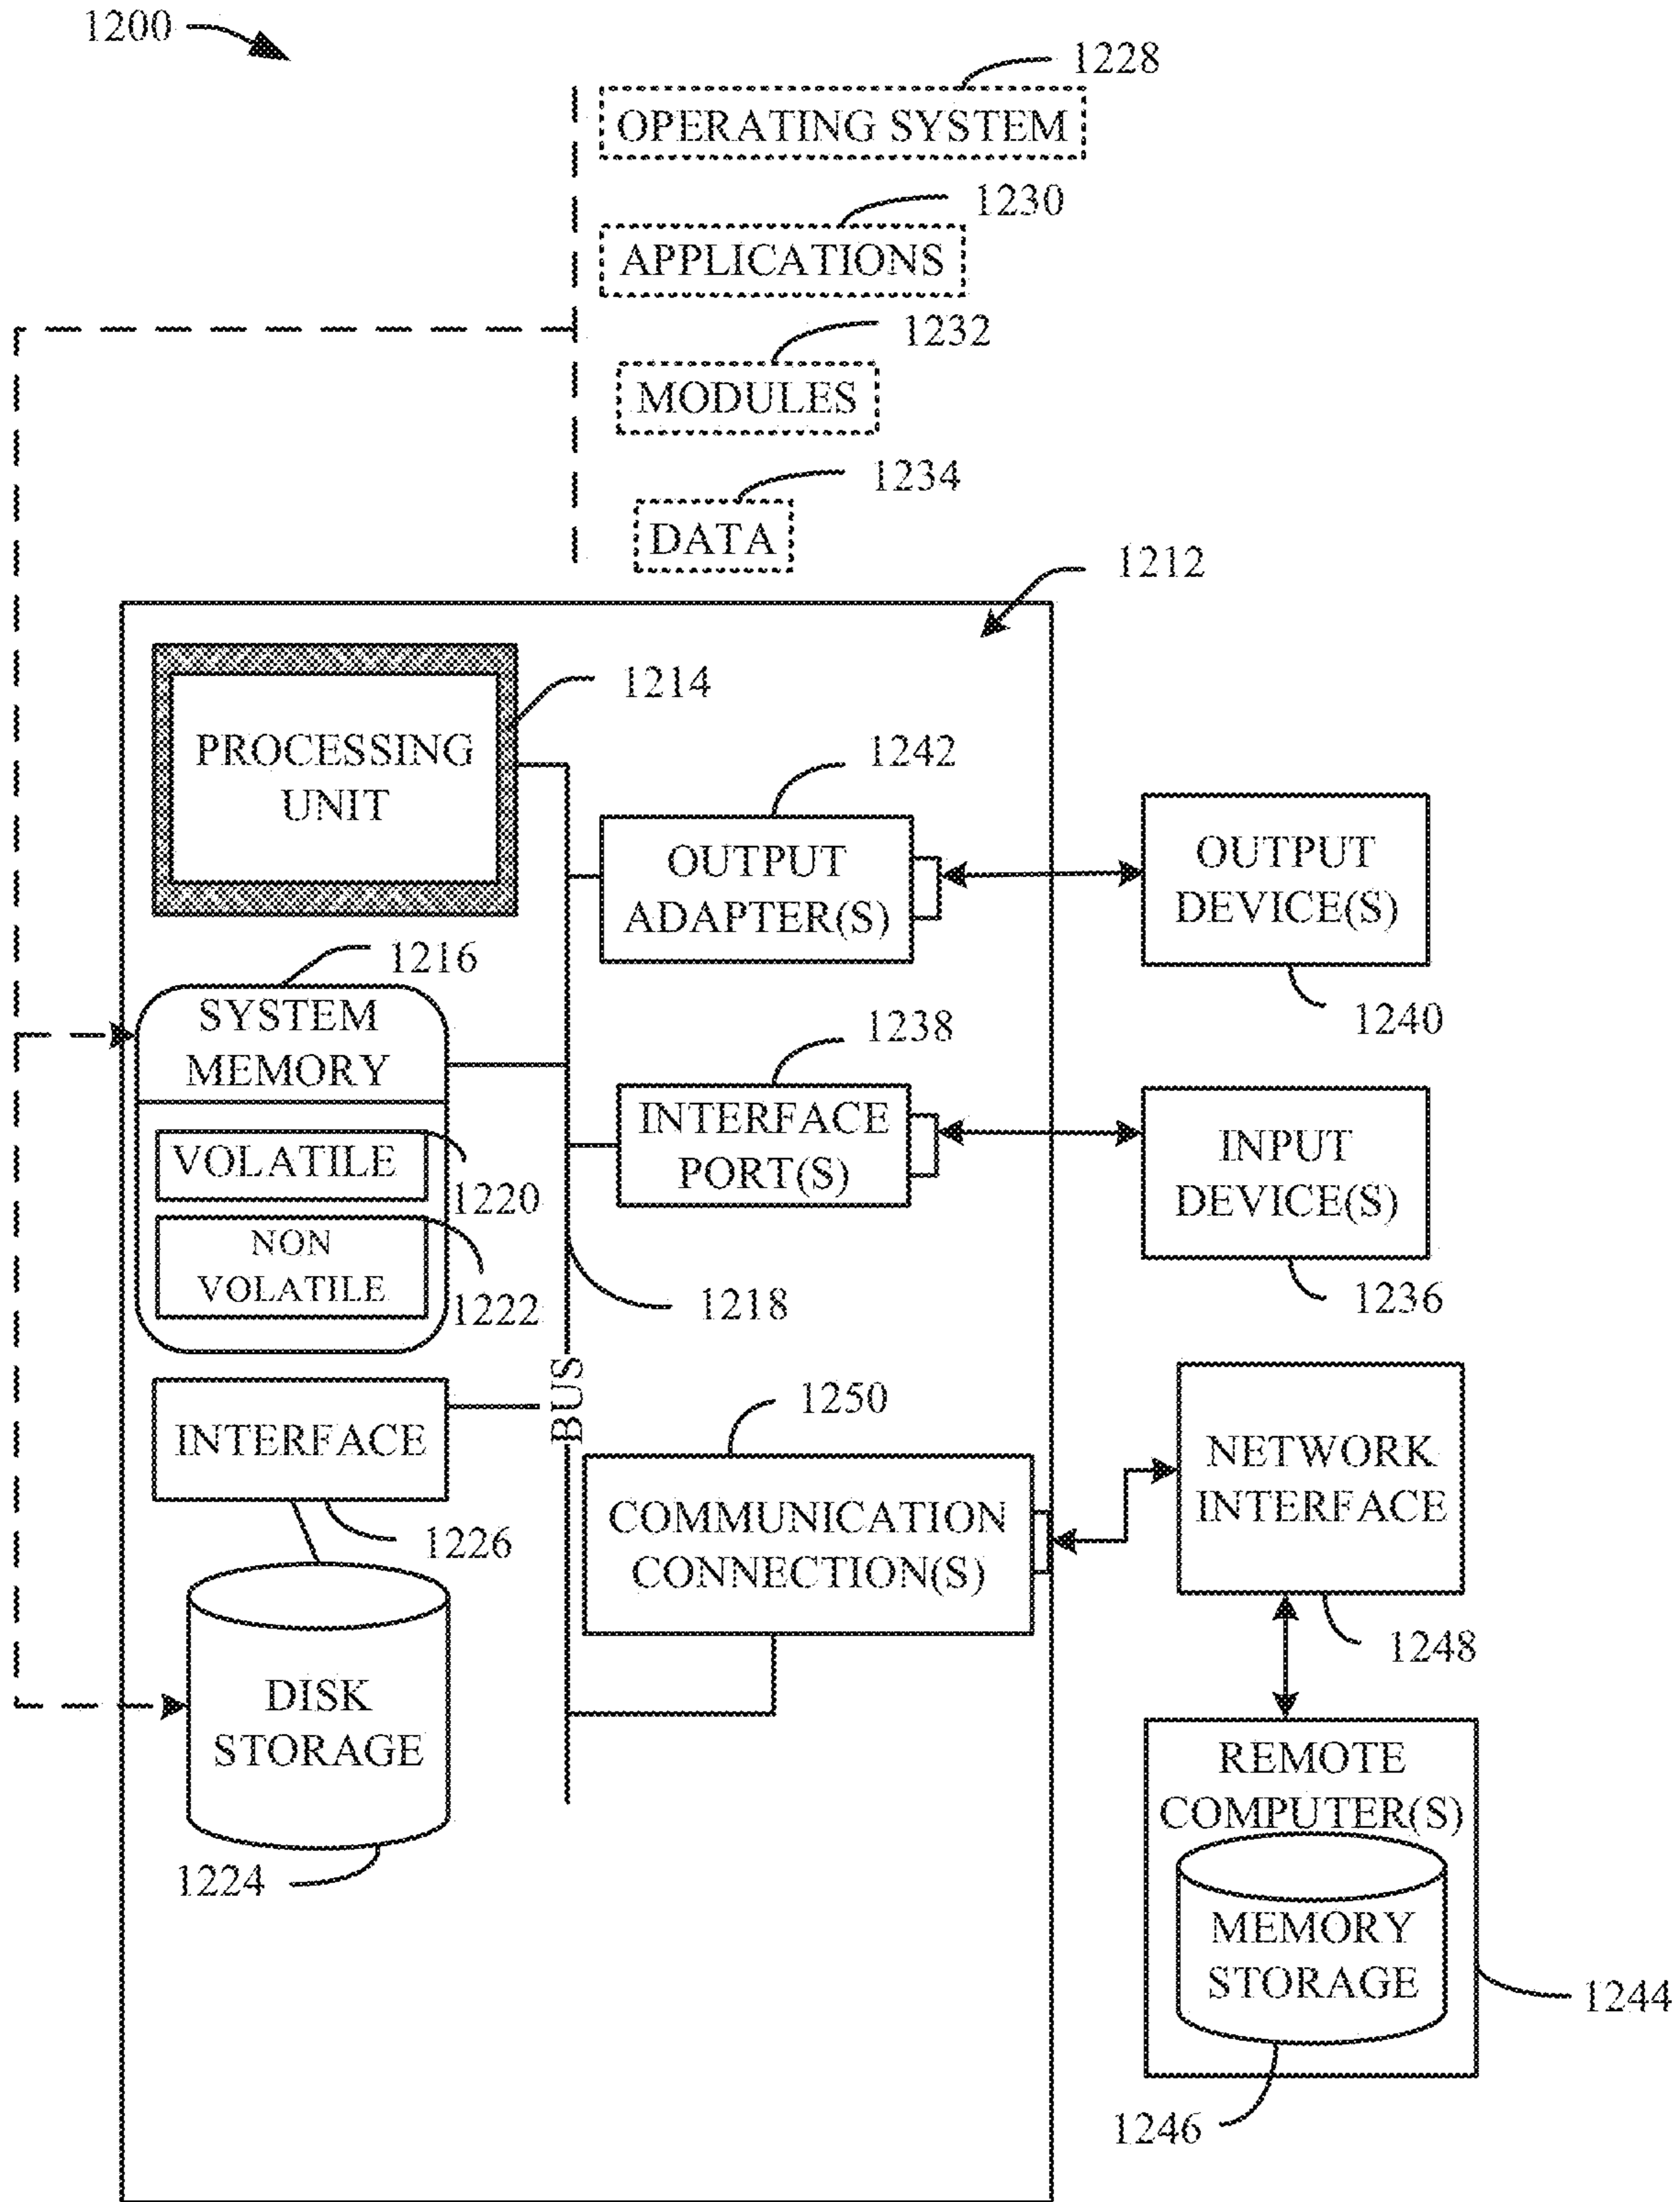 1200
1228
OPERATING SYSTEM
1230
APPLICATIONS
1232
MODULES
1234
DATA
1212
1214
PROCESSING
UNIT
1242
OUTPUT
ADAPTER(S)
OUTPUT
DEVICE(S)
1240
1216
SYSTEM
MEMORY
VOLATILE
1220
NON
VOLATILE
1222
1238
INTERFACE
PORT(S)
INPUT
DEVICE(S)
1236
1218
BUS
INTERFACE
1226
1250
COMMUNICATION
CONNECTION(S)
NETWORK
INTERFACE
1248
DISK
STORAGE
1224
REMOTE
COMPUTER(S)
MEMORY
STORAGE
1244
1246